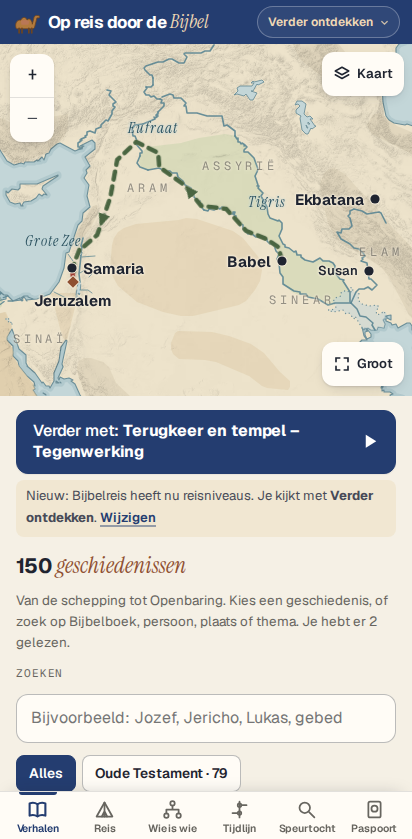 Op reis door de Bijbel
Verder ontdekken
+
Kaart
–
Eufraat
ASSYRIË
ARAM
Tigris
Ekbatana
Grote Zee
ELAM
Samaria
Babel
Susan
Jeruzalem
SINEAR
SINAÏ
Groot
Verder met: Terugkeer en tempel –
Tegenwerking
Nieuw: Bijbelreis heeft nu reisniveaus. Je kijkt met Verder
ontdekken. Wijzigen
150 geschiedenissen
Van de schepping tot Openbaring. Kies een geschiedenis, of
zoek op Bijbelboek, persoon, plaats of thema. Je hebt er 2
gelezen.
ZOEKEN
Bijvoorbeeld: Jozef, Jericho, Lukas, gebed
Alles
Oude Testament · 79
Verhalen
Reis
Wie is wie
Tijdlijn
Speurtocht
Paspoort